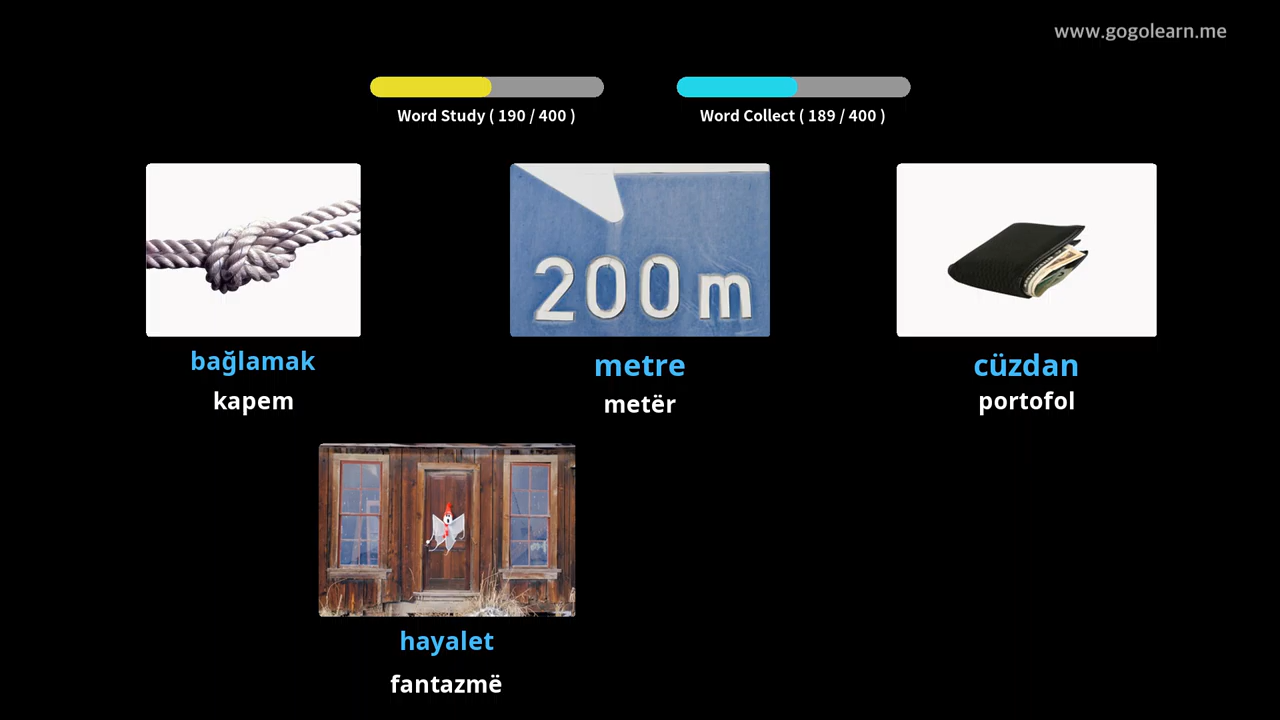 www.gogolearn.me
Word Study ( 190 / 400 )
Word Collect ( 189 / 400 )
200 m
bağlamak
kapem
metre
metër
cüzdan
portofol
hayalet
fantazmë